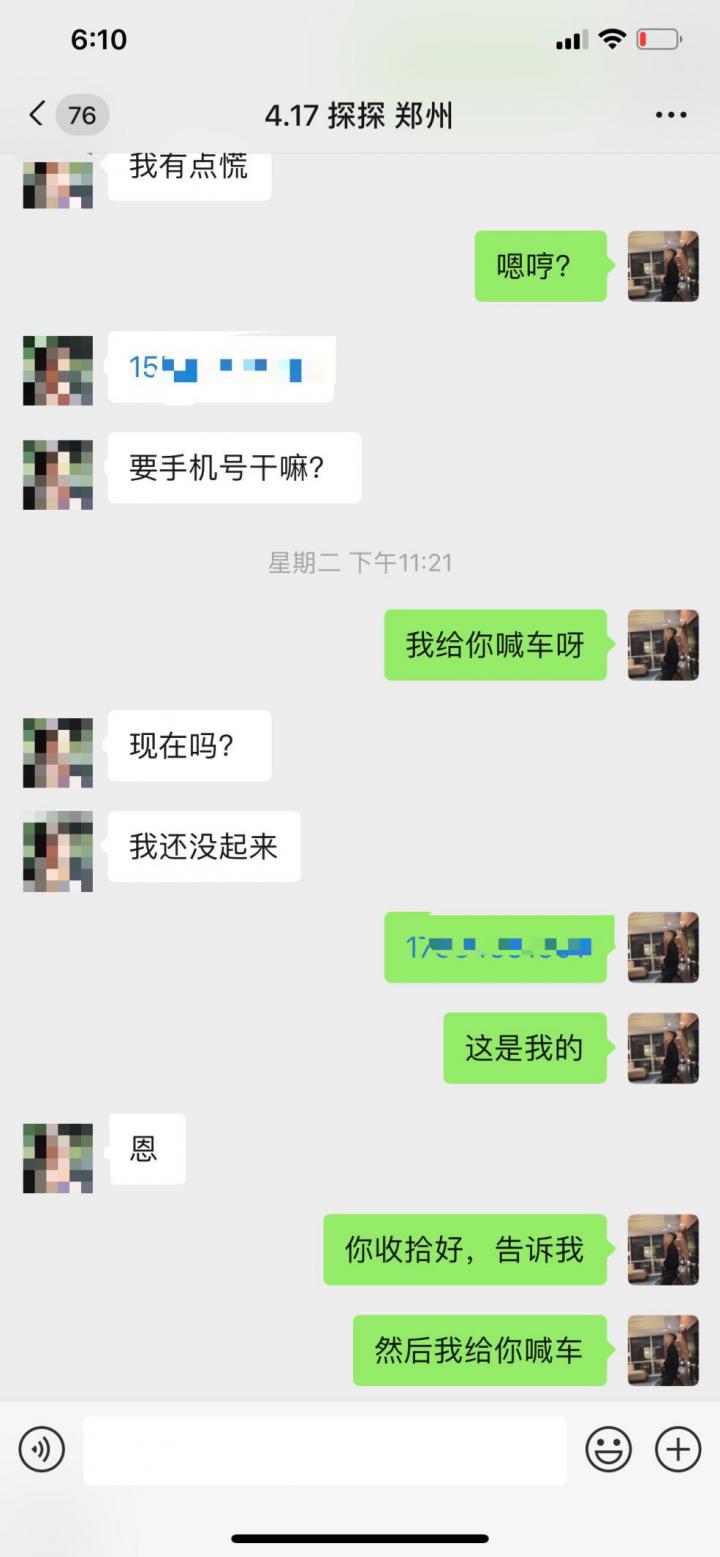 6:10
76
4.17 探探 郑州
我有点慌
嗯哼?
15
要手机号干嘛?
星期二 下午11:21
我给你喊车呀
现在吗?
我还没起来
17
这是我的
恩
你收拾好，告诉我
然后我给你喊车